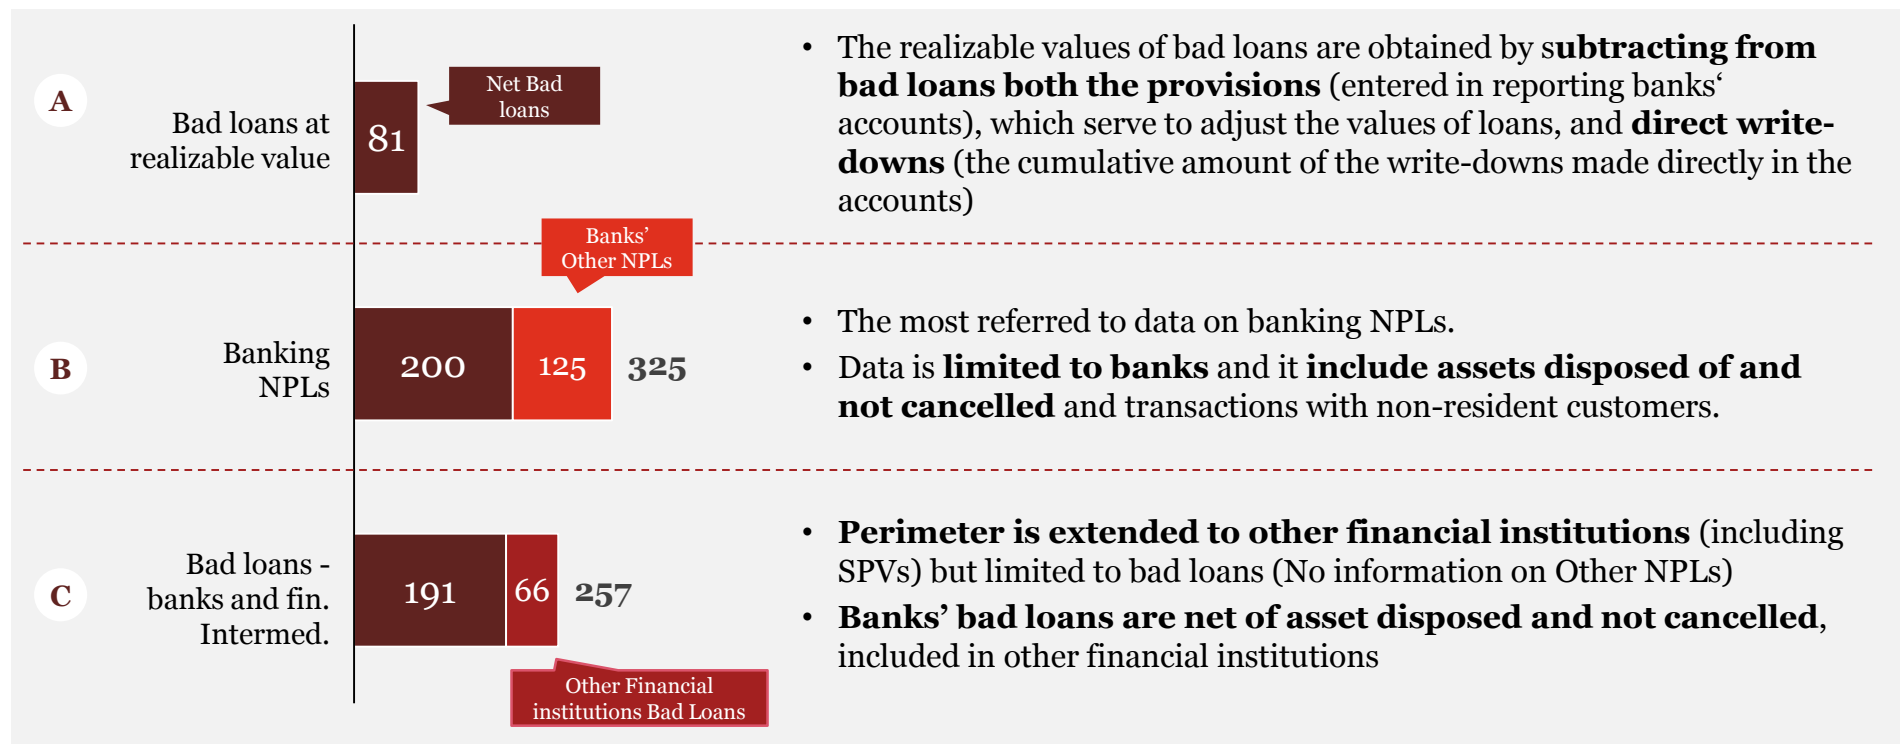 A
Bad loans at
realizable value
81
Net Bad
loans
• The realizable values of bad loans are obtained by subtracting from
bad loans both the provisions (entered in reporting banks‘
accounts), which serve to adjust the values of loans, and direct write-
downs (the cumulative amount of the write-downs made directly in the
accounts)
B
Banking
NPLs
200
125
325
Banks’
Other NPLs
• The most referred to data on banking NPLs.
• Data is limited to banks and it include assets disposed of and
not cancelled and transactions with non-resident customers.
C
Bad loans -
banks and fin.
Intermed.
191
66
257
Other Financial
institutions Bad Loans
• Perimeter is extended to other financial institutions (including
SPVs) but limited to bad loans (No information on Other NPLs)
• Banks’ bad loans are net of asset disposed and not cancelled,
included in other financial institutions